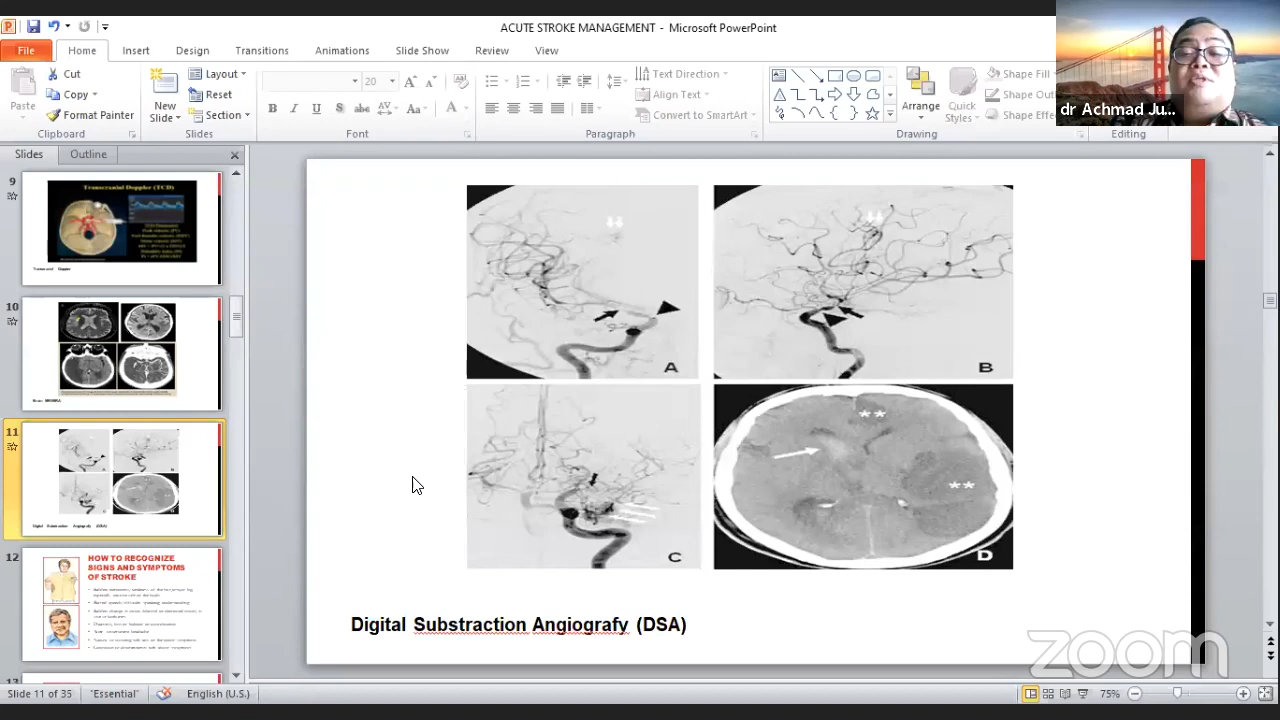 ACUTE STROKE MANAGEMENT - Microsoft PowerPoint
File Home Insert Design Transitions Animations Slide Show Review View
Paste
Cut
Copy
Format Painter
Clipboard
New
Slide
Layout
Reset
Section
Slides
20
Font
Text Direction
Align Text
Convert to SmartArt
Paragraph
Arrange
Quick
Styles
Shape Fill
Shape Out
Shape Effe
Drawing
Editing
dr Achmad Ju...
Slides Outline
9
Transcranial Doppler (TCD)
10
11
12
HOW TO RECOGNIZE
SIGNS AND SYMPTOMS
OF STROKE
13
A
B
C
D
Digital Substraction Angiografy (DSA)
zoom
Slide 11 of 35 "Essential" English (U.S.) 75%